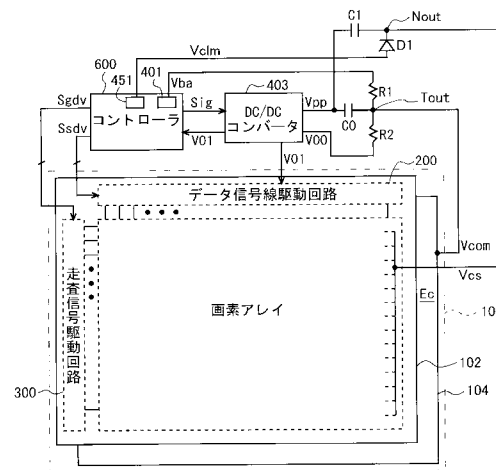 C1
Nout
Vclm
D1
600
451
401
Vba
403
Sgdv
Ssdv
コントローラ
Sig
V01
DC/DC
コンバータ
Vpp
V00
C0
R1
Tout
R2
V01
200
データ信号線駆動回路
走査信号駆動回路
画素アレイ
Vcom
Vcs
Ec
10
102
104
300